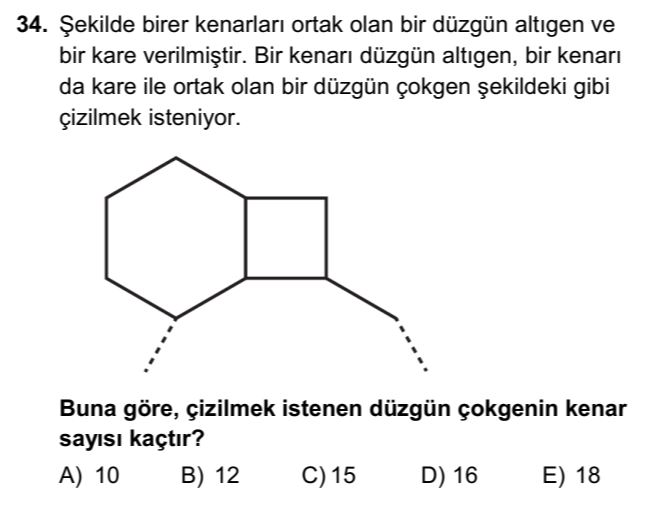 34. Şekilde birer kenarları ortak olan bir düzgün altıgen ve
bir kare verilmiştir. Bir kenarı düzgün altıgen, bir kenarı
da kare ile ortak olan bir düzgün çokgen şekildeki gibi
çizilmek isteniyor.
Buna göre, çizilmek istenen düzgün çokgenin kenar
sayısı kaçtır?
A) 10 B) 12 C) 15 D) 16 E) 18